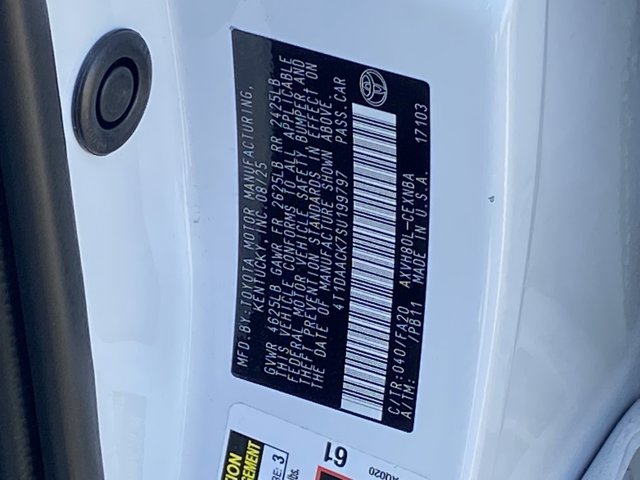 MFD.BY:TOYOTA MOTOR MANUFACTURING,
KENTUCKY, INC. 08/25
GVWR 4625LB GAWR FR 2625LB RR 2425LB
THIS VEHICLE CONFORMS TO ALL APPLICABLE
FEDERAL MOTOR VEHICLE SAFETY, BUMPER, AND
THEFT PREVENTION STANDARDS IN EFFECT ON
THE DATE OF MANUFACTURE SHOWN ABOVE.
4T1DAACK7SU199797 PASS.CAR
C/TR:040/FA20 AXVH80L-CEXNBA
A/TM: /PB11 MADE IN U.S.A. 17103
3
61